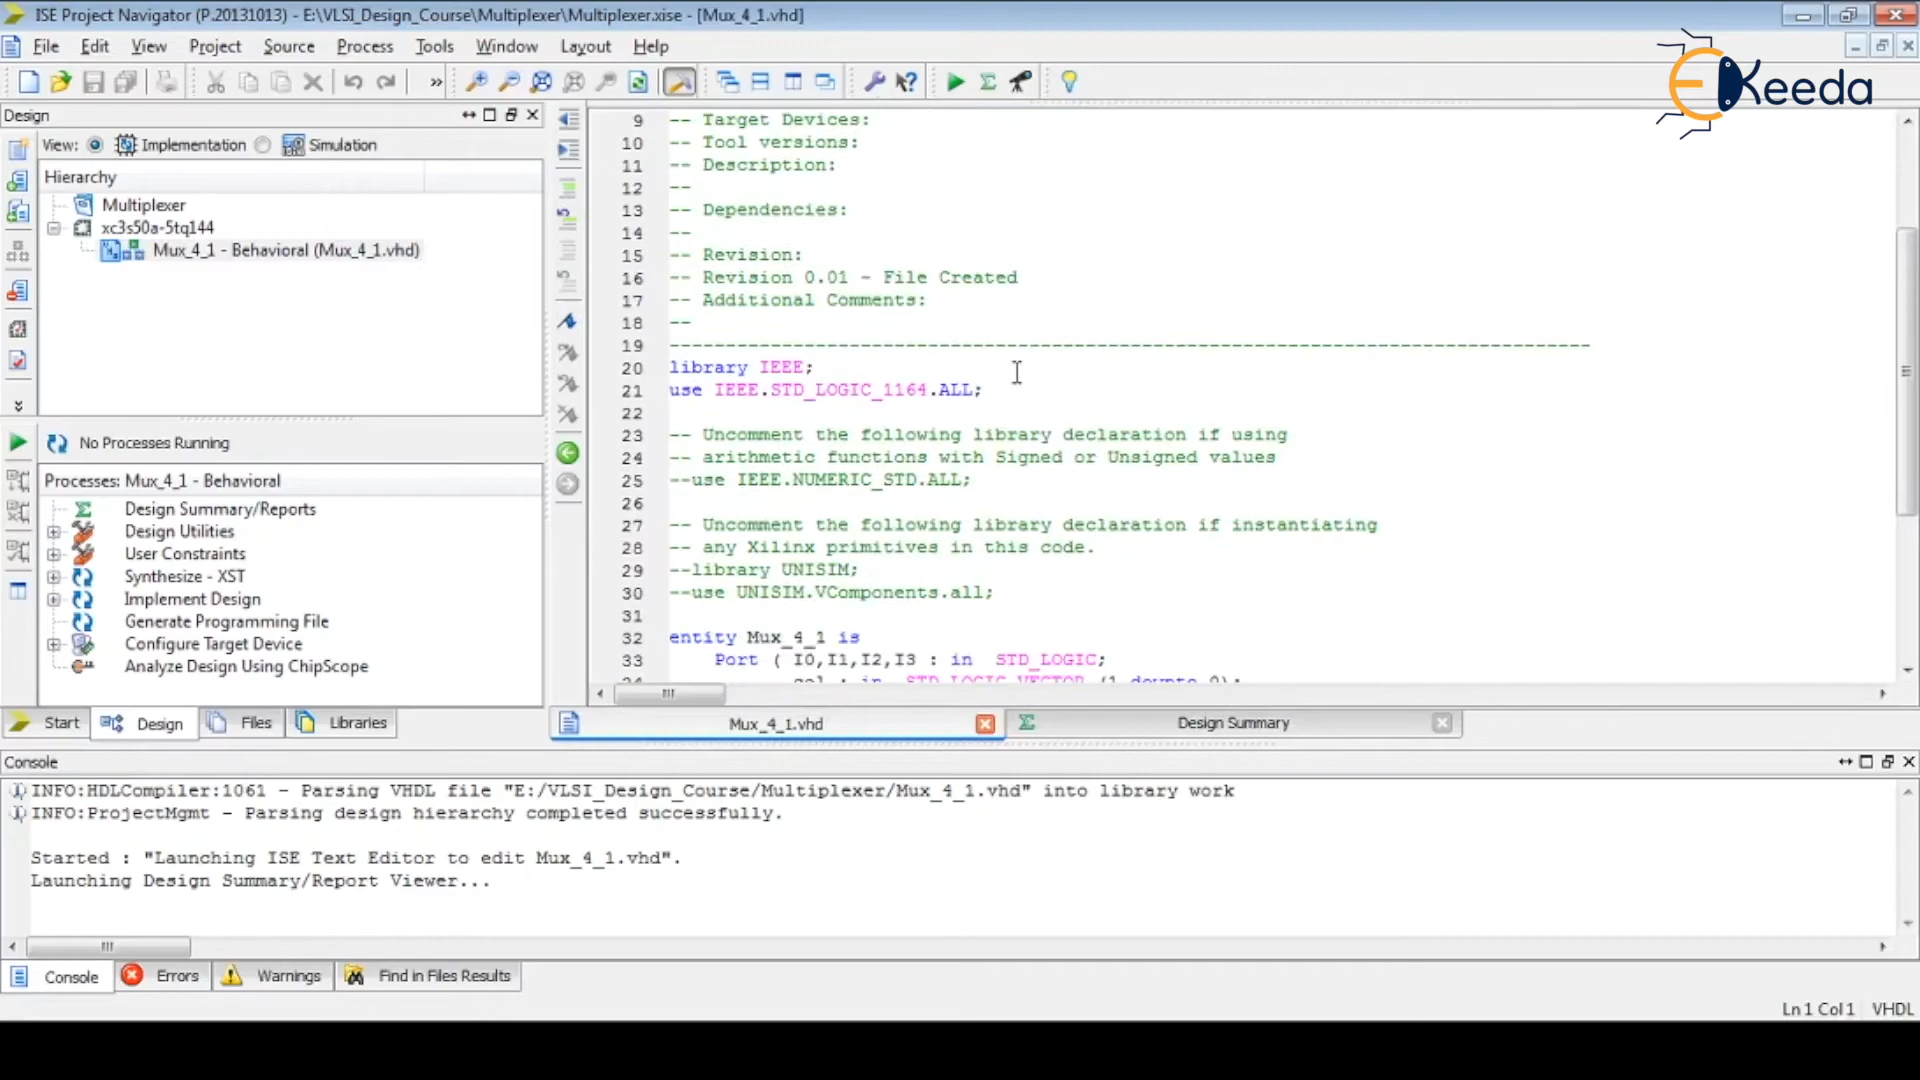 ISE Project Navigator (P.20131013) - E:\VLSI_Design_Course\Multiplexer\Multiplexer.xise - [Mux_4_1.vhd]
File Edit View Project Source Process Tools Window Layout Help
EKeeda
Design
View: Implementation Simulation
Hierarchy
Multiplexer
xc3s50a-5tq144
Mux_4_1 - Behavioral (Mux_4_1.vhd)
No Processes Running
Processes: Mux_4_1 - Behavioral
Design Summary/Reports
Design Utilities
User Constraints
Synthesize - XST
Implement Design
Generate Programming File
Configure Target Device
Analyze Design Using ChipScope
Start Design Files Libraries
9 -- Target Devices:
10 -- Tool versions:
11 -- Description:
12 --
13 -- Dependencies:
14 --
15 -- Revision:
16 -- Revision 0.01 - File Created
17 -- Additional Comments:
18 --
19 ----------------------------------------------------------------------------------
20 library IEEE;
21 use IEEE.STD_LOGIC_1164.ALL;
22
23 -- Uncomment the following library declaration if using
24 -- arithmetic functions with Signed or Unsigned values
25 --use IEEE.NUMERIC_STD.ALL;
26
27 -- Uncomment the following library declaration if instantiating
28 -- any Xilinx primitives in this code.
29 --library UNISIM;
30 --use UNISIM.VComponents.all;
31
32 entity Mux_4_1 is
33 Port ( I0,I1,I2,I3 : in STD_LOGIC;
34 sel : in STD_LOGIC_VECTOR (1 downto 0);
Mux_4_1.vhd Design Summary
Console
INFO:HDLCompiler:1061 - Parsing VHDL file "E:/VLSI_Design_Course/Multiplexer/Mux_4_1.vhd" into library work
INFO:ProjectMgmt - Parsing design hierarchy completed successfully.
Started : "Launching ISE Text Editor to edit Mux_4_1.vhd".
Launching Design Summary/Report Viewer...
Console Errors Warnings Find in Files Results
Ln 1 Col 1 VHDL